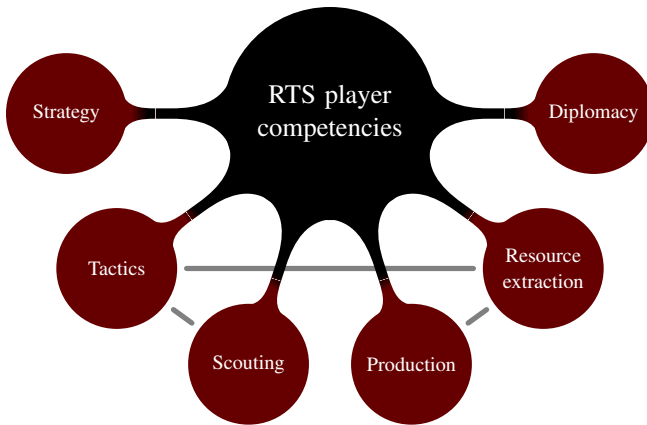 RTS player
competencies
Strategy
Diplomacy
Tactics
Resource
extraction
Scouting
Production